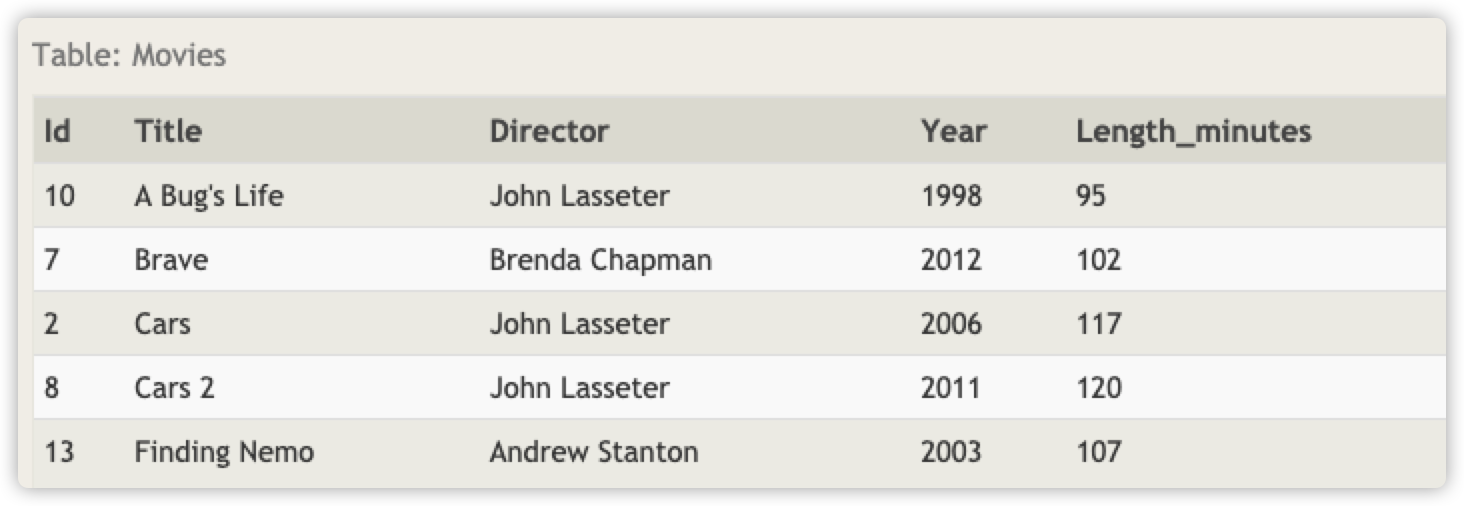 Table: Movies
Id Title Director Year Length_minutes
10 A Bug's Life John Lasseter 1998 95
7 Brave Brenda Chapman 2012 102
2 Cars John Lasseter 2006 117
8 Cars 2 John Lasseter 2011 120
13 Finding Nemo Andrew Stanton 2003 107